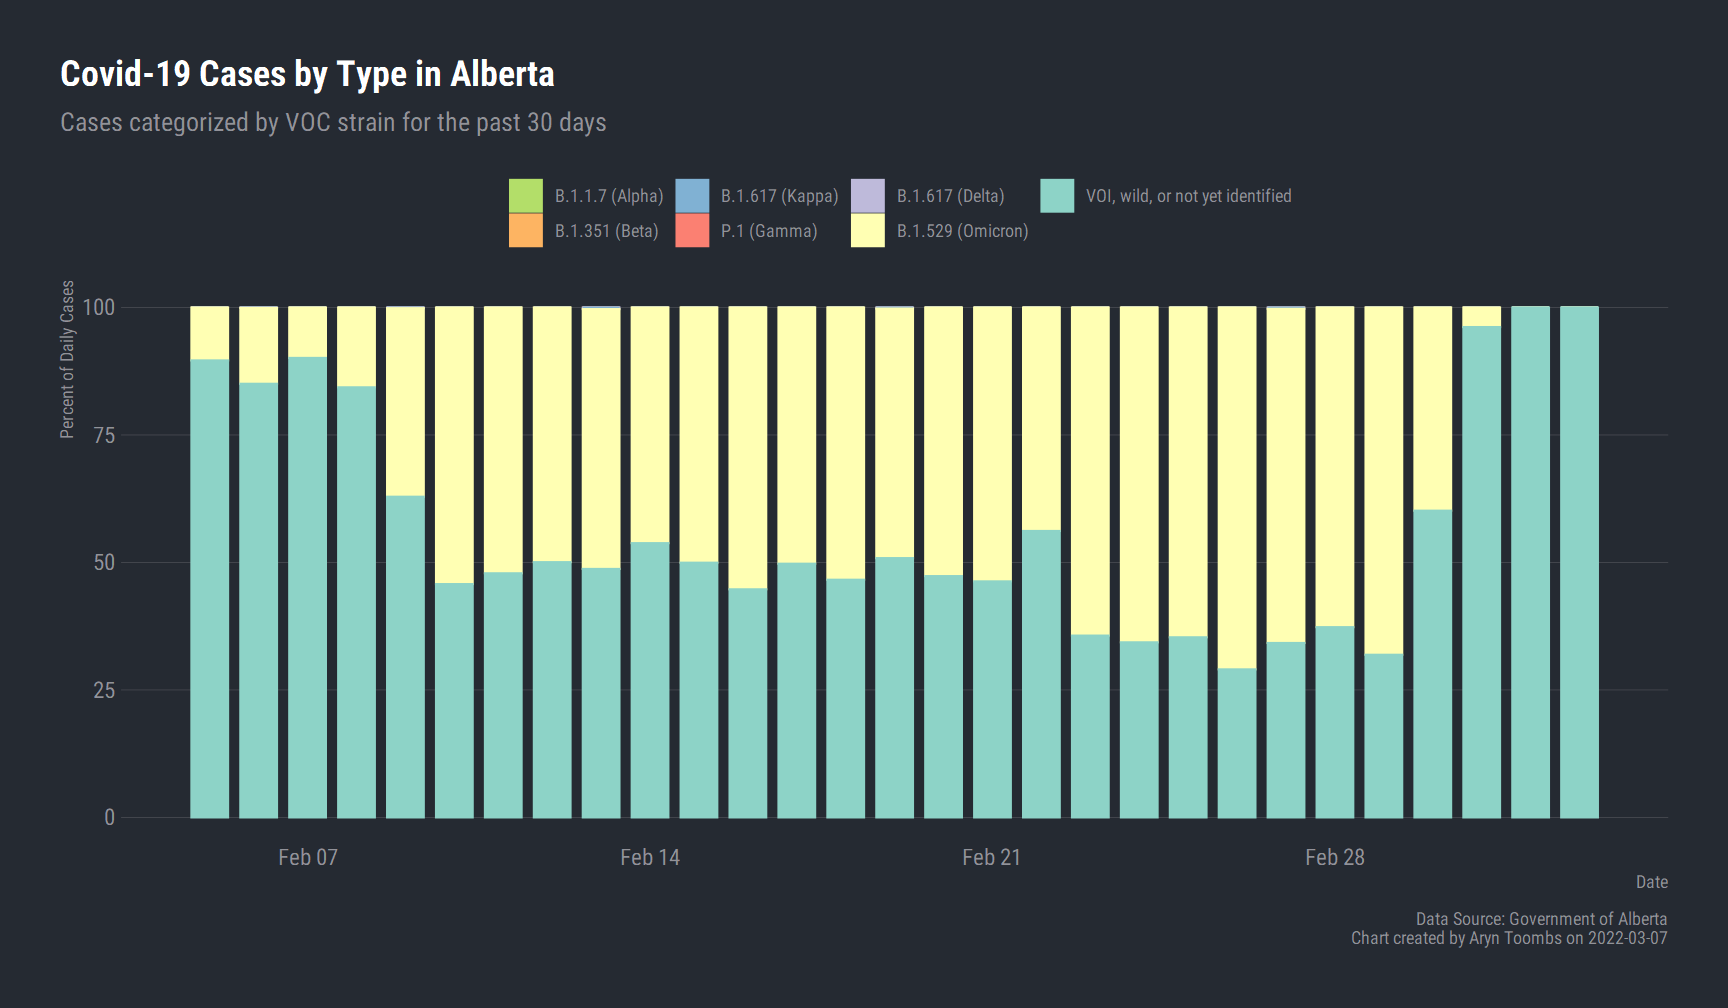 Covid-19 Cases by Type in Alberta
Cases categorized by VOC strain for the past 30 days
B.1.1.7 (Alpha) B.1.617 (Kappa) B.1.617 (Delta) VOI, wild, or not yet identified
B.1.351 (Beta) P.1 (Gamma) B.1.529 (Omicron)
Percent of Daily Cases
100
75
50
25
0
Feb 07 Feb 14 Feb 21 Feb 28
Date
Data Source: Government of Alberta
Chart created by Aryn Toombs on 2022-03-07